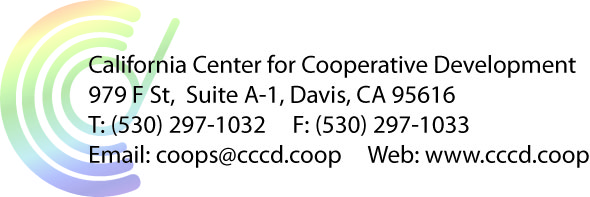 California Center for Cooperative Development
979 F St,  Suite A-1, Davis, CA 95616
T: (530) 297-1032    F: (530) 297-1033
Email: coops@cccd.coop    Web: www.cccd.coop